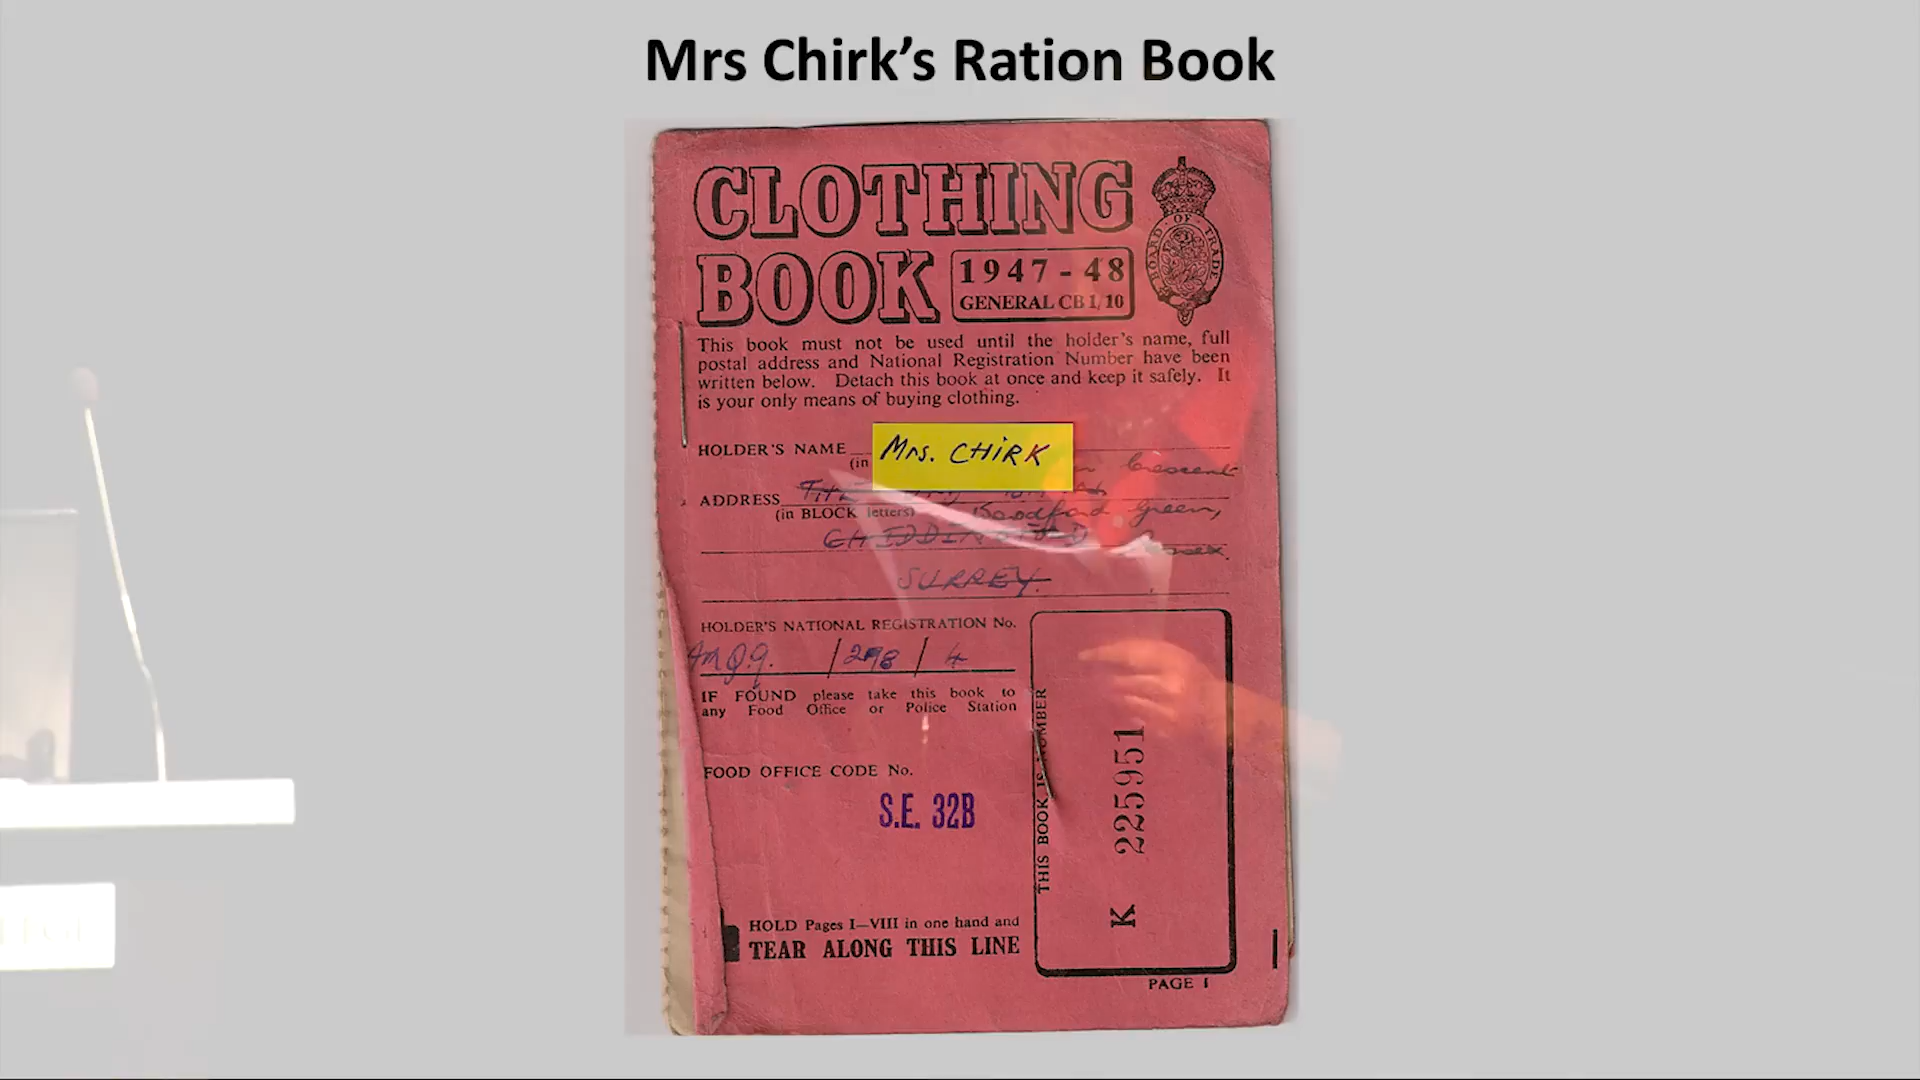 Mrs Chirk's Ration Book
CLOTHING
BOOK 1947-48
GENERAL CB 1/10
BOARD OF TRADE
This book must not be used until the holder's name, full
postal address and National Registration Number have been
written below. Detach this book at once and keep it safely. It
is your only means of buying clothing.
HOLDER'S NAME Mrs. CHIRK
(in
Crescent
ADDRESS
(in BLOCK letters) Woodford Green,
CHIDDINGFOLD Essex.
SURREY.
HOLDER'S NATIONAL REGISTRATION No.
/298/4
IF FOUND please take this book to
any Food Office or Police Station
FOOD OFFICE CODE No.
S.E. 32B
THIS BOOK IS NUMBER
K 225951
HOLD Pages I—VIII in one hand and
TEAR ALONG THIS LINE
PAGE I